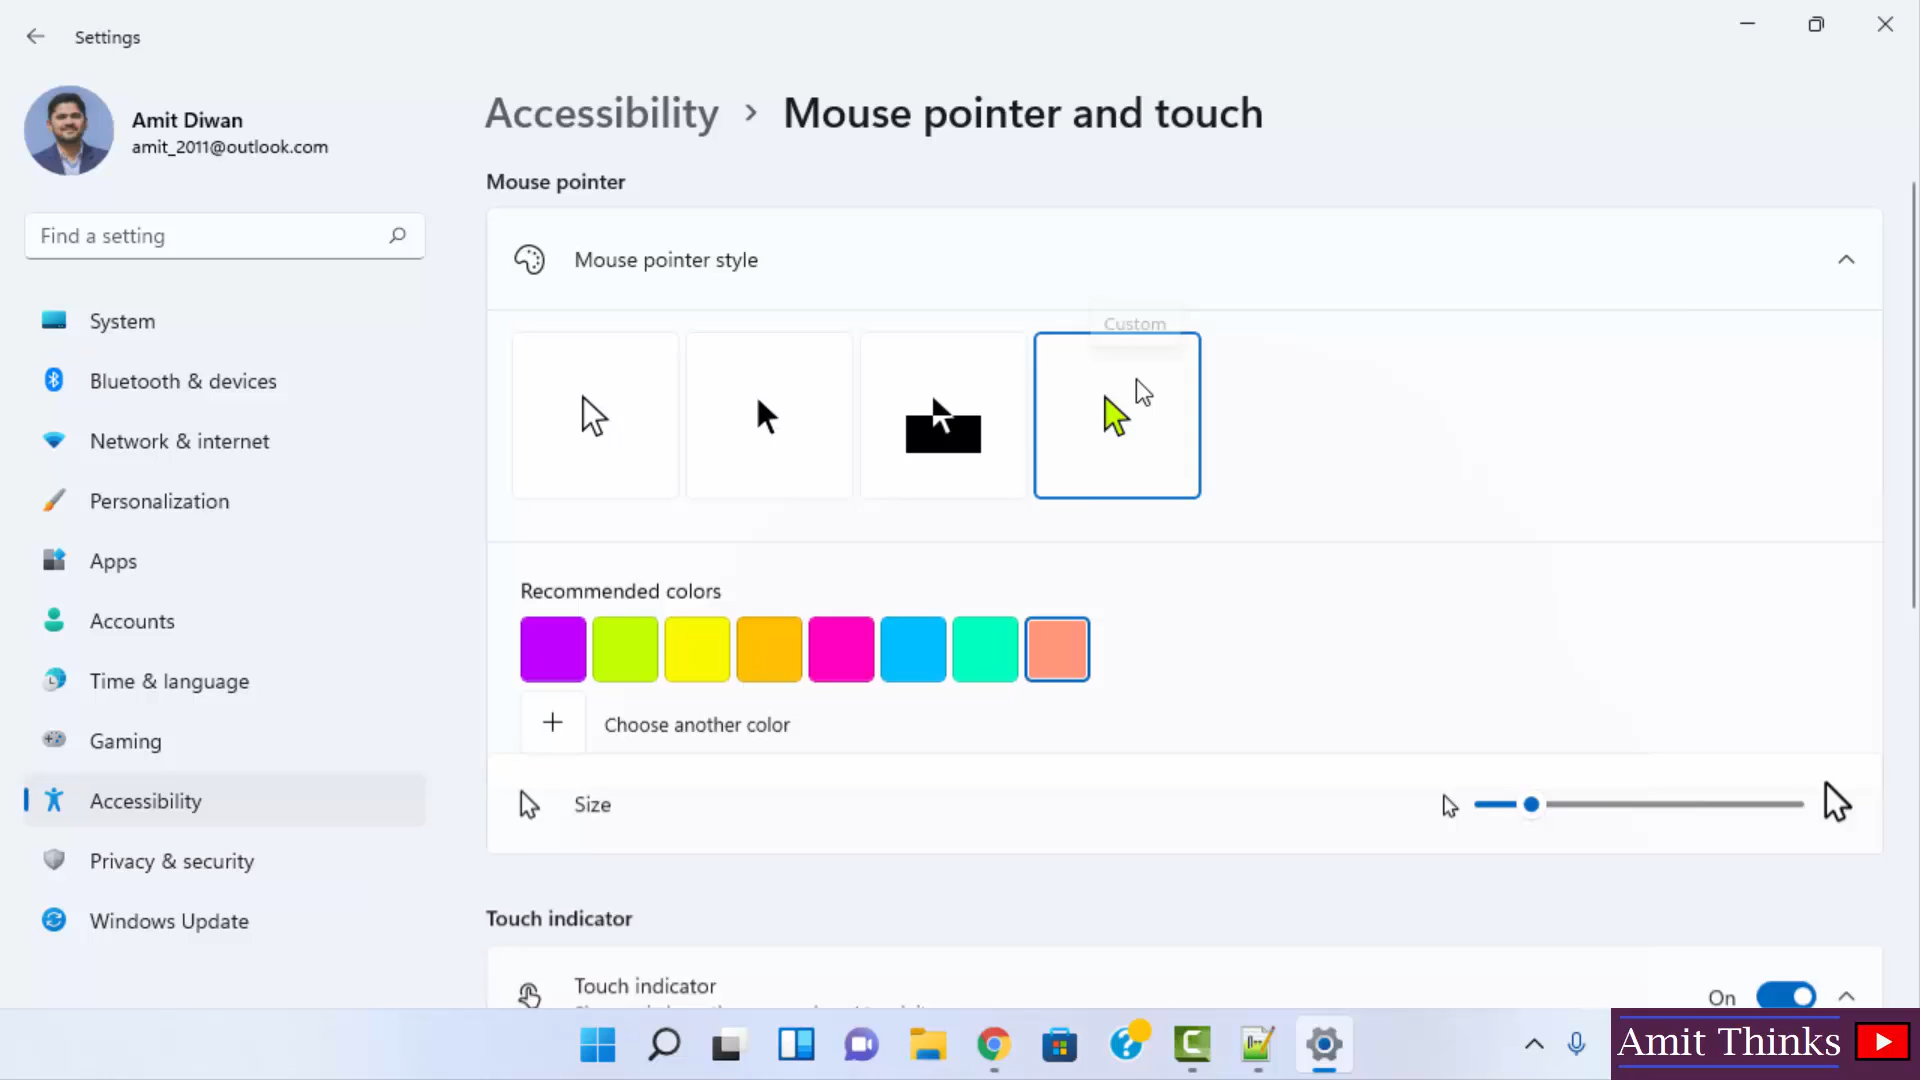 Settings
Amit Diwan
amit_2011@outlook.com
Find a setting
System
Bluetooth & devices
Network & internet
Personalization
Apps
Accounts
Time & language
Gaming
Accessibility
Privacy & security
Windows Update
Accessibility > Mouse pointer and touch
Mouse pointer
Mouse pointer style
Custom
Recommended colors
Choose another color
Size
Touch indicator
Touch indicator
On
Amit Thinks